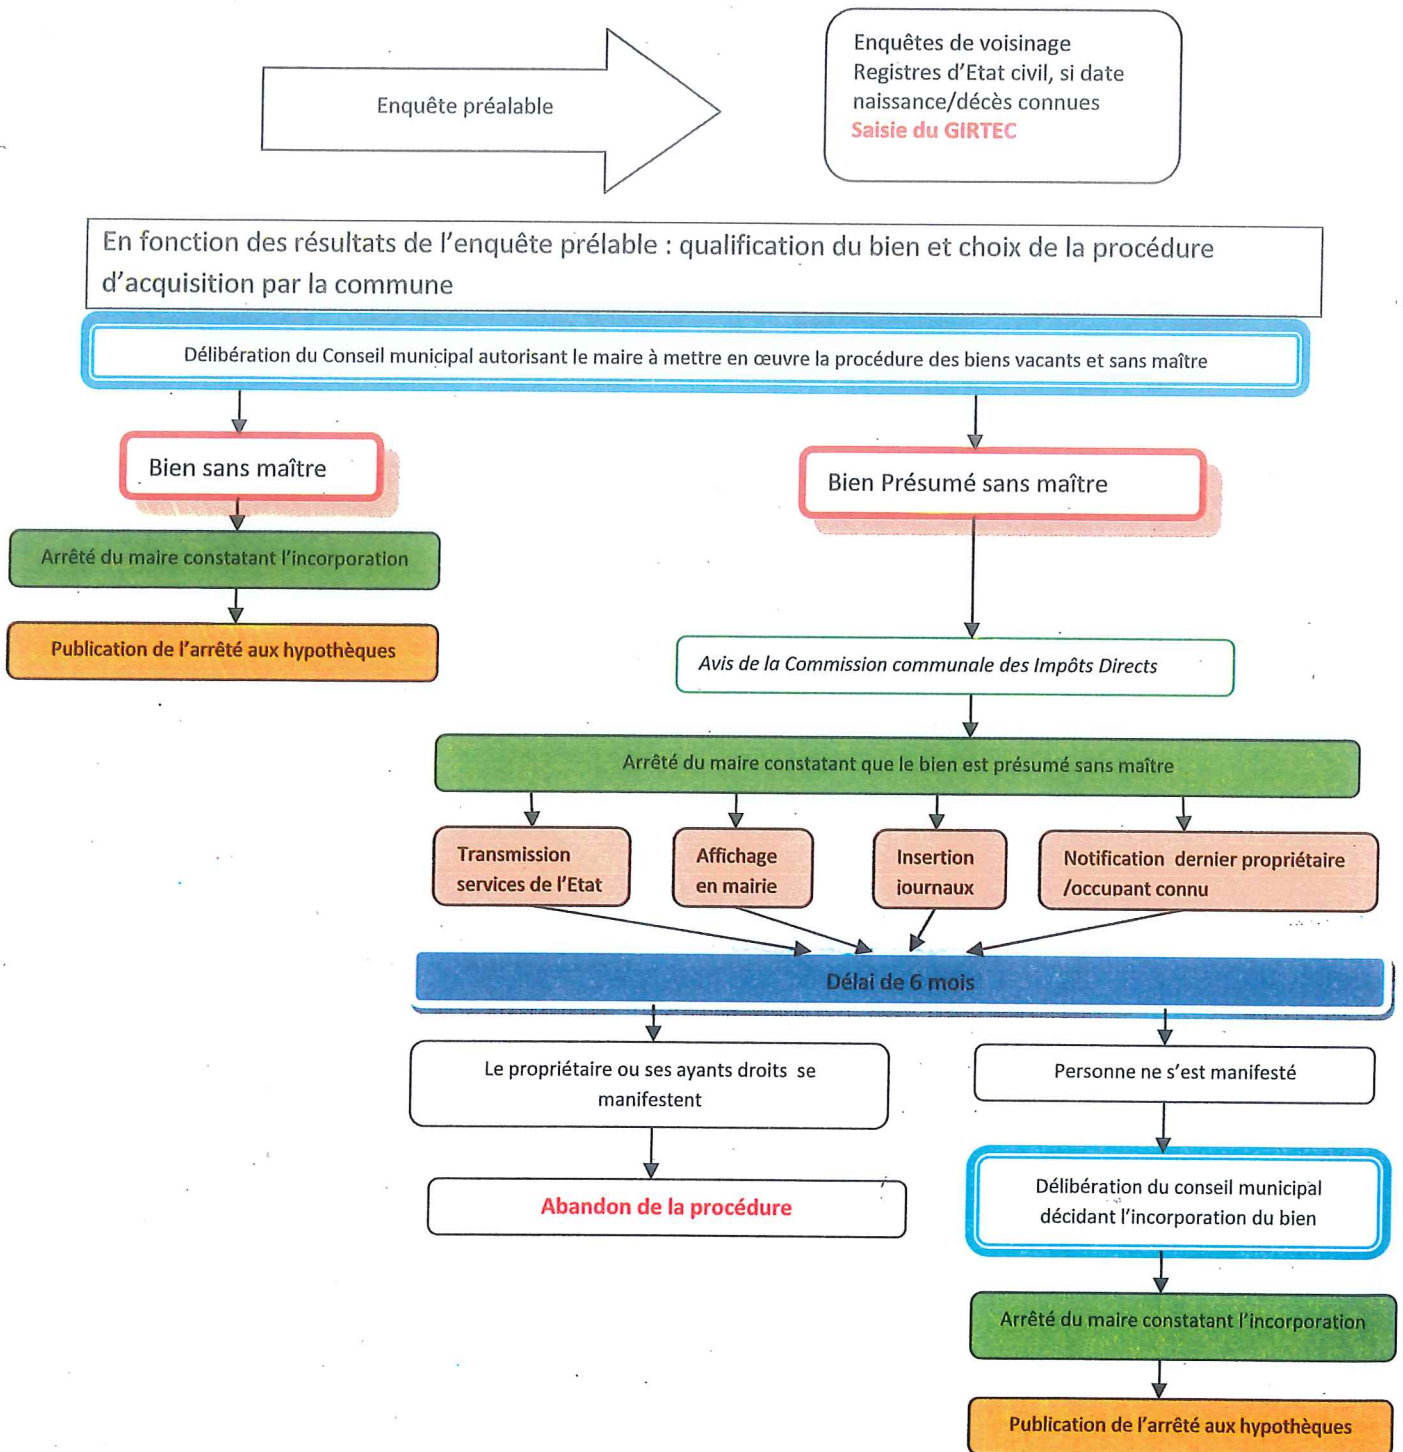 Enquête préalable
Enquêtes de voisinage
Registres d'Etat civil, si date
naissance/décès connues
Saisie du GIRTEC
En fonction des résultats de l'enquête prélable : qualification du bien et choix de la procédure
d'acquisition par la commune
Délibération du Conseil municipal autorisant le maire à mettre en œuvre la procédure des biens vacants et sans maître
Bien sans maître
Bien Présumé sans maître
Arrêté du maire constatant l'incorporation
Publication de l'arrêté aux hypothèques
Avis de la Commission communale des Impôts Directs
Arrêté du maire constatant que le bien est présumé sans maître
Transmission
services de l'Etat
Affichage
en mairie
Insertion
journaux
Notification dernier propriétaire
/occupant connu
Délai de 6 mois
Le propriétaire ou ses ayants droits se
manifestent
Personne ne s'est manifesté
Abandon de la procédure
Délibération du conseil municipal
décidant l'incorporation du bien
Arrêté du maire constatant l'incorporation
Publication de l'arrêté aux hypothèques